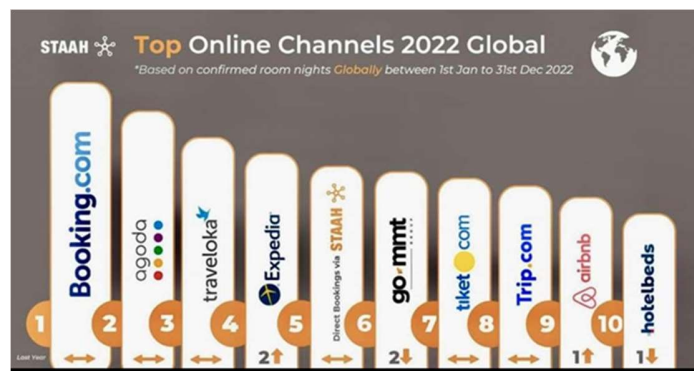 STAAH Top Online Channels 2022 Global
*Based on confirmed room nights Globally between 1st Jan to 31st Dec 2022
Booking.com
agoda
traveloka
Expedia
Direct Bookings via STAAH
go-mmt
tiket.com
Trip.com
airbnb
hotelbeds
1 2 3 4 5 6 7 8 9 10
Last Year 2 2 1 1